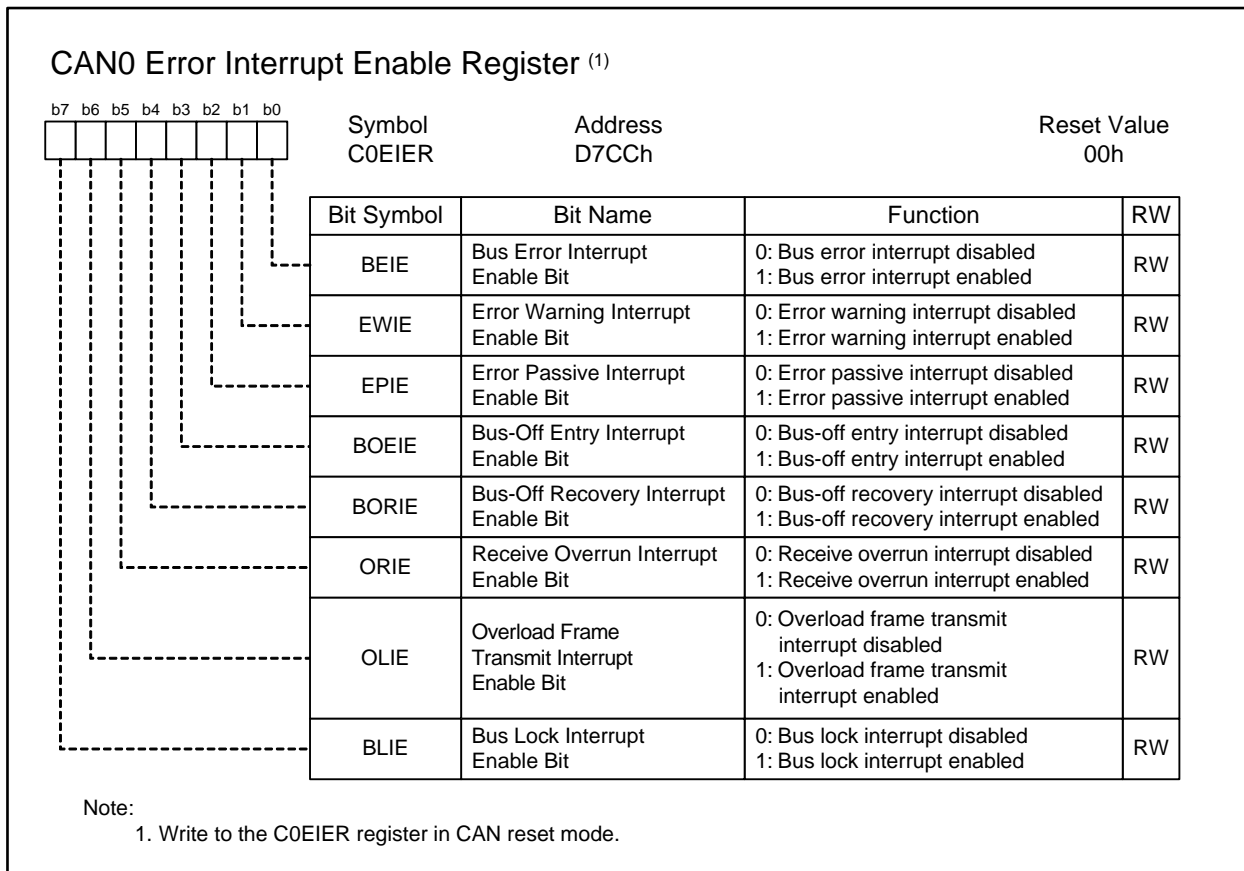 CAN0 Error Interrupt Enable Register (1)
b7 b6 b5 b4 b3 b2 b1 b0
Symbol Address Reset Value
C0EIER D7CCh 00h
Bit Symbol Bit Name Function RW
BEIE Bus Error Interrupt Enable Bit 0: Bus error interrupt disabled 1: Bus error interrupt enabled RW
EWIE Error Warning Interrupt Enable Bit 0: Error warning interrupt disabled 1: Error warning interrupt enabled RW
EPIE Error Passive Interrupt Enable Bit 0: Error passive interrupt disabled 1: Error passive interrupt enabled RW
BOEIE Bus-Off Entry Interrupt Enable Bit 0: Bus-off entry interrupt disabled 1: Bus-off entry interrupt enabled RW
BORIE Bus-Off Recovery Interrupt Enable Bit 0: Bus-off recovery interrupt disabled 1: Bus-off recovery interrupt enabled RW
ORIE Receive Overrun Interrupt Enable Bit 0: Receive overrun interrupt disabled 1: Receive overrun interrupt enabled RW
OLIE Overload Frame Transmit Interrupt Enable Bit 0: Overload frame transmit interrupt disabled 1: Overload frame transmit interrupt enabled RW
BLIE Bus Lock Interrupt Enable Bit 0: Bus lock interrupt disabled 1: Bus lock interrupt enabled RW
Note:
1. Write to the C0EIER register in CAN reset mode.